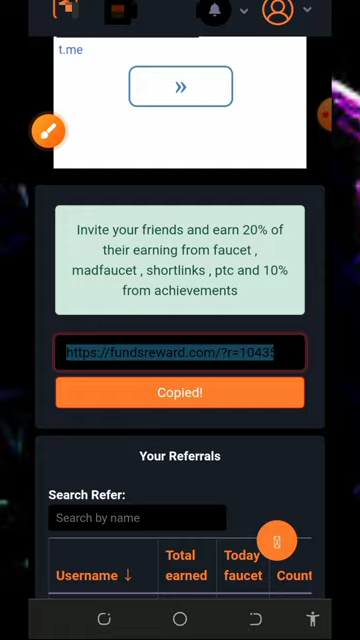 t.me
»
Invite your friends and earn 20% of
their earning from faucet ,
madfaucet , shortlinks , ptc and 10%
from achievements
https://fundsreward.com/?r=10435
Copied!
Your Referrals
Search Refer:
Search by name
Username ↓ Total earned Today faucet Count